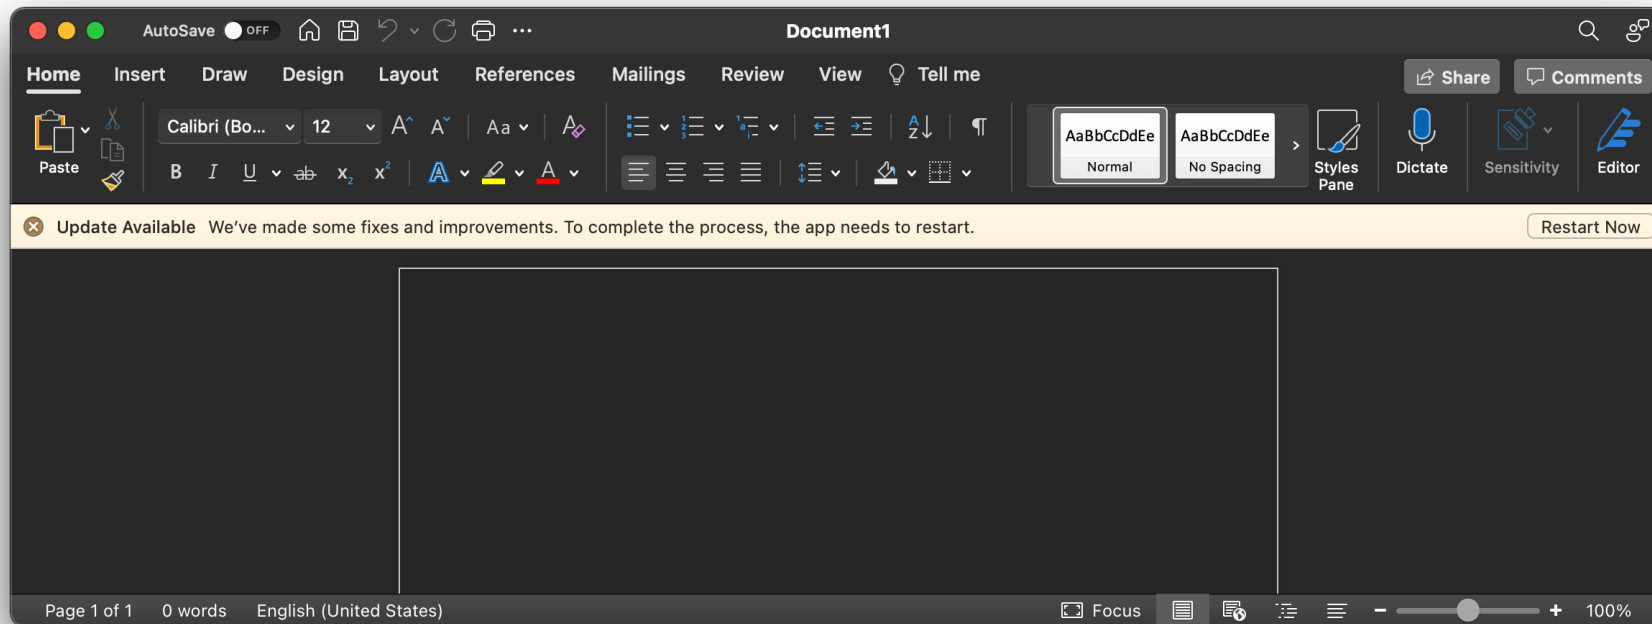 AutoSave OFF Document1
Home Insert Draw Design Layout References Mailings Review View Tell me Share Comments
Paste Calibri (Bo... 12 Aa AaBbCcDdEe Normal AaBbCcDdEe No Spacing Styles Pane Dictate Sensitivity Editor
B I U ab X₂ X² A A
Update Available We've made some fixes and improvements. To complete the process, the app needs to restart. Restart Now
Page 1 of 1 0 words English (United States) Focus 100%